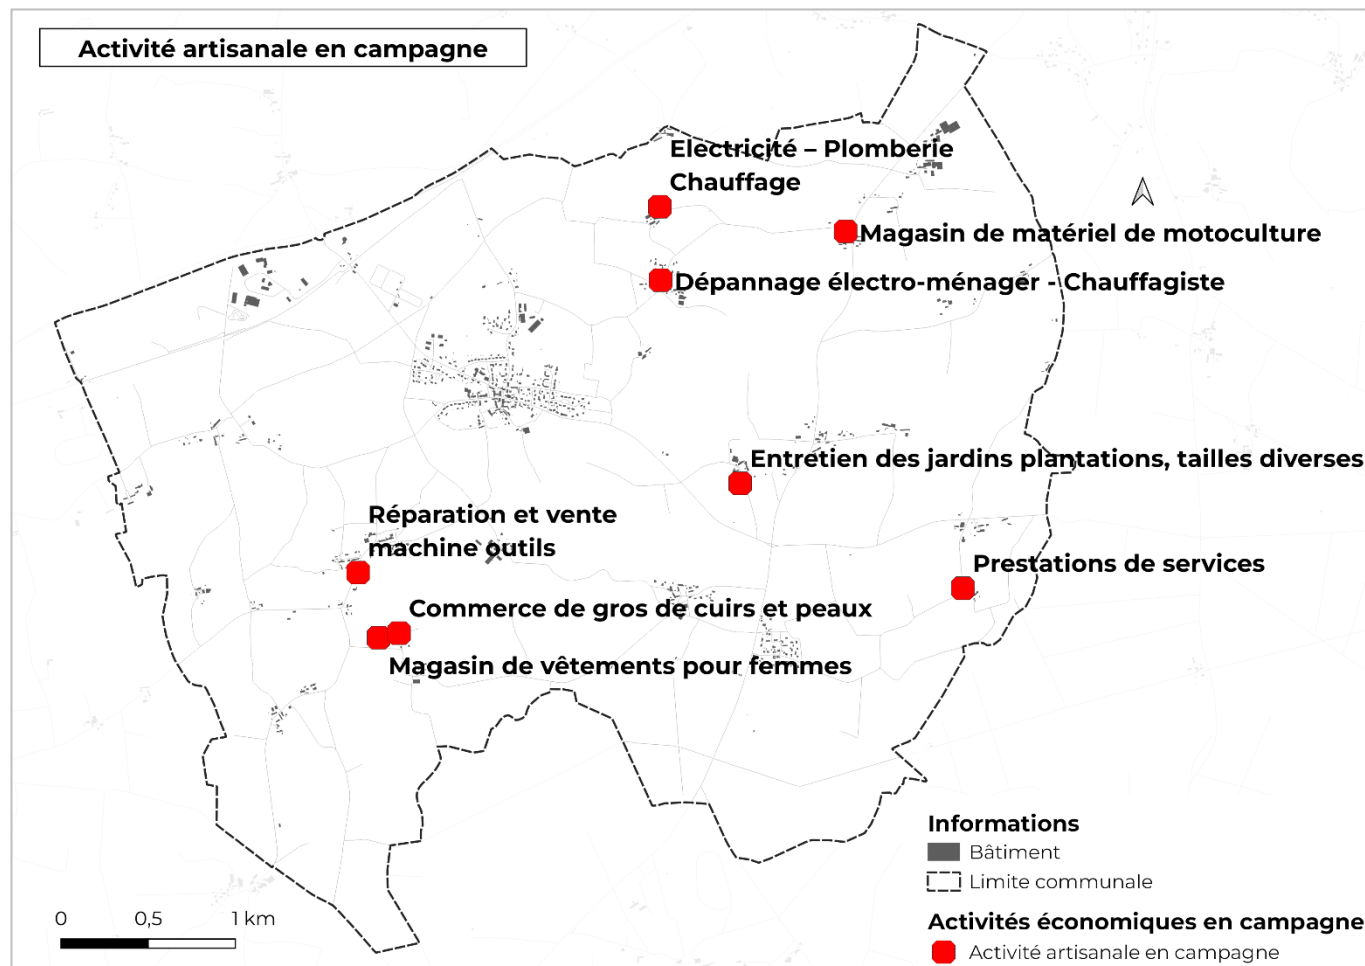 Activité artisanale en campagne
Electricité – Plomberie
Chauffage
Magasin de matériel de motoculture
Dépannage électro-ménager - Chauffagiste
Entretien des jardins plantations, tailles diverses
Réparation et vente
machine outils
Prestations de services
Commerce de gros de cuirs et peaux
Magasin de vêtements pour femmes
Informations
Bâtiment
Limite communale
Activités économiques en campagne
Activité artisanale en campagne
0 0,5 1 km